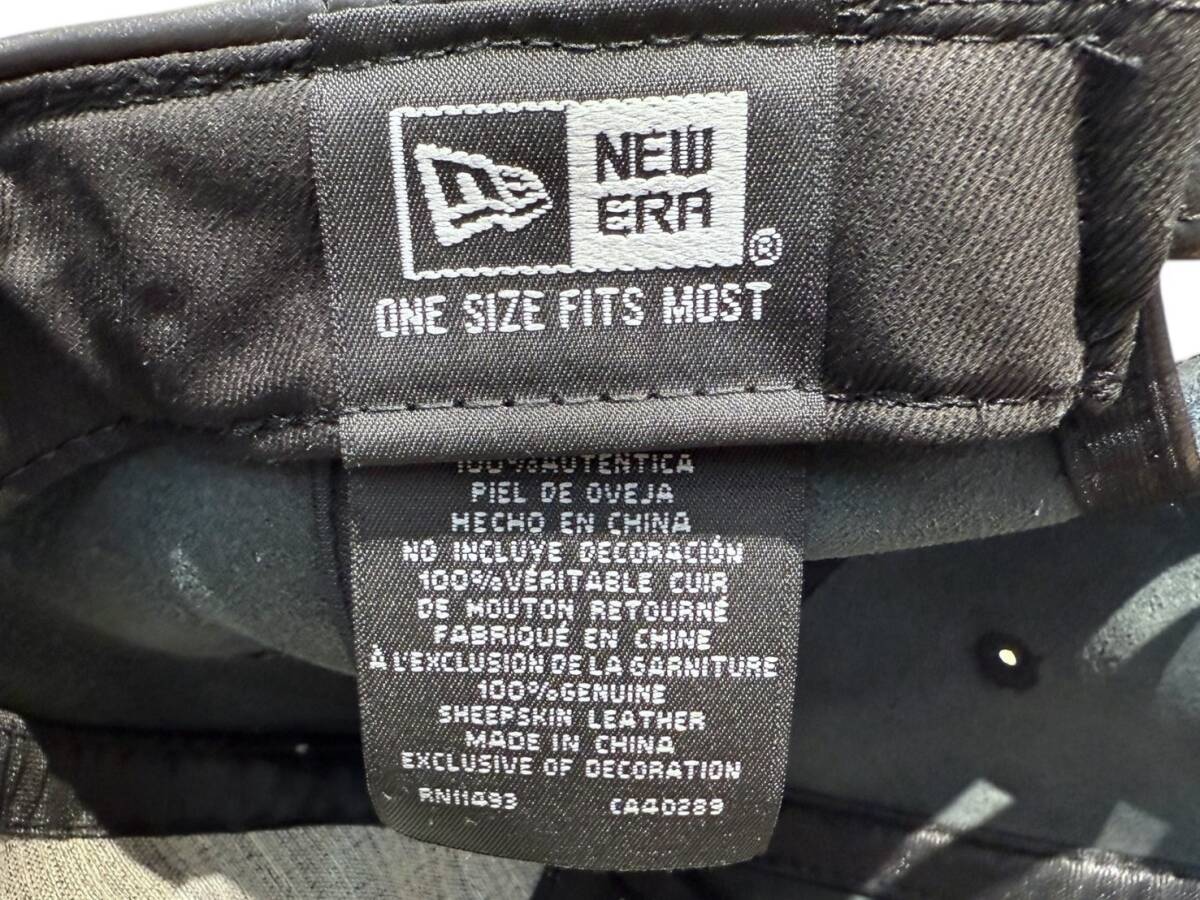 NEW
ERA
®
ONE SIZE FITS MOST
100% AUTÉNTICA
PIEL DE OVEJA
HECHO EN CHINA
NO INCLUYE DECORACIÓN
100% VÉRITABLE CUIR
DE MOUTON RETOURNÉ
FABRIQUÉ EN CHINE
À L'EXCLUSION DE LA GARNITURE
100% GENUINE
SHEEPSKIN LEATHER
MADE IN CHINA
EXCLUSIVE OF DECORATION
RN11493 CA40289